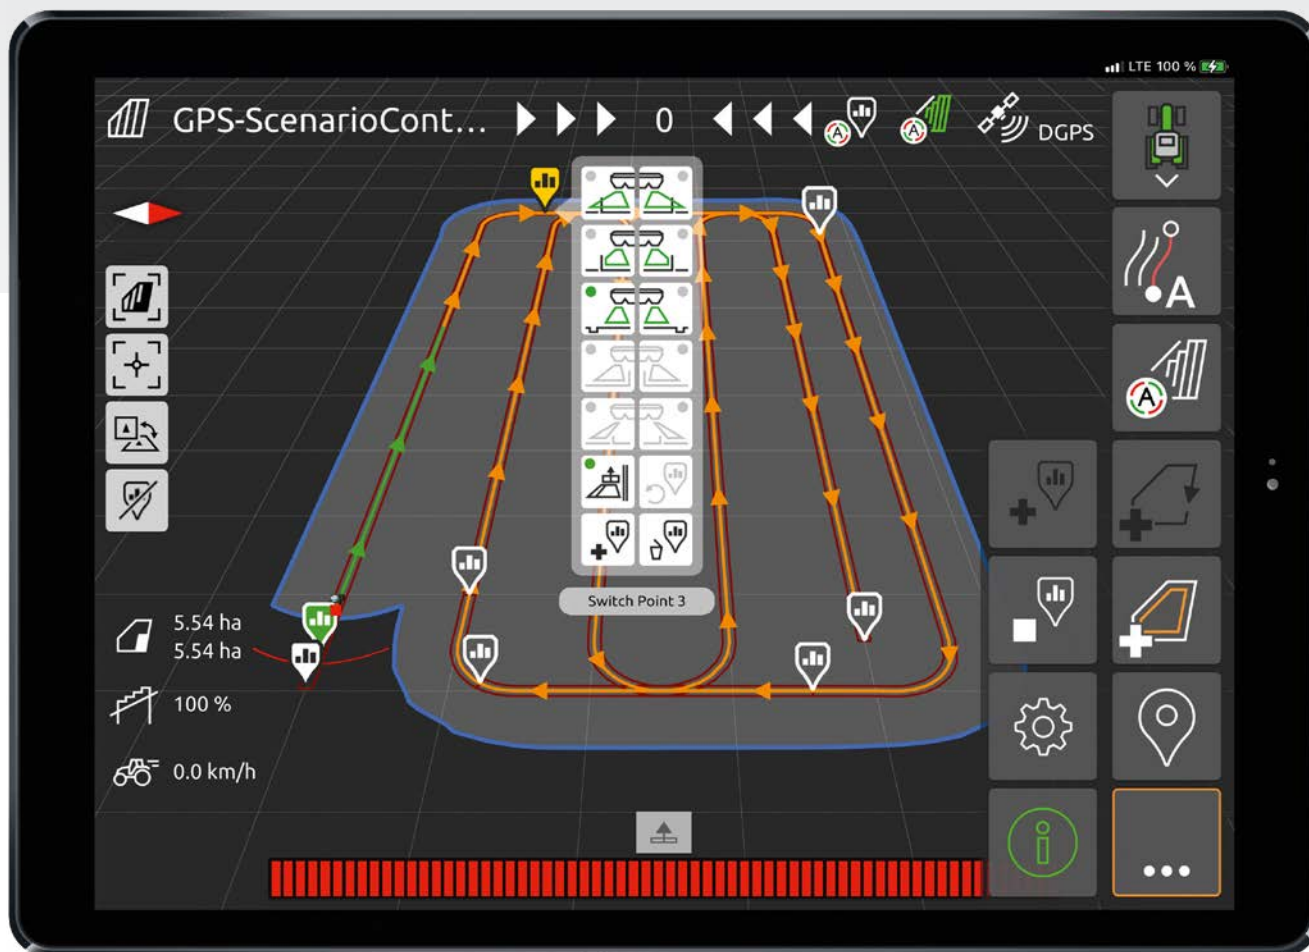 LTE 100 %
GPS-ScenarioCont...
0
DGPS
A
A
A
A
Switch Point 3
5.54 ha
5.54 ha
100 %
0.0 km/h